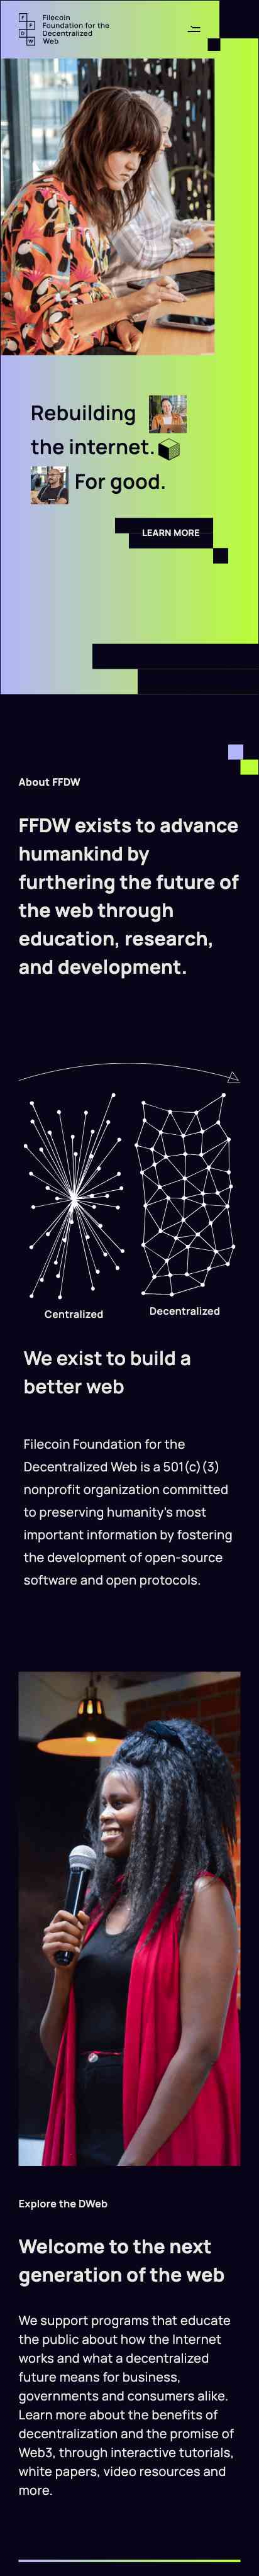 Filecoin
Foundation for the
Decentralized
Web
F
F
D
W
Rebuilding
the internet.
For good.
LEARN MORE
About FFDW
FFDW exists to advance
humankind by
furthering the future of
the web through
education, research,
and development.
Centralized
Decentralized
We exist to build a
better web
Filecoin Foundation for the
Decentralized Web is a 501(c)(3)
nonprofit organization committed
to preserving humanity's most
important information by fostering
the development of open-source
software and open protocols.
Explore the DWeb
Welcome to the next
generation of the web
We support programs that educate
the public about how the Internet
works and what a decentralized
future means for business,
governments and consumers alike.
Learn more about the benefits of
decentralization and the promise of
Web3, through interactive tutorials,
white papers, video resources and
more.